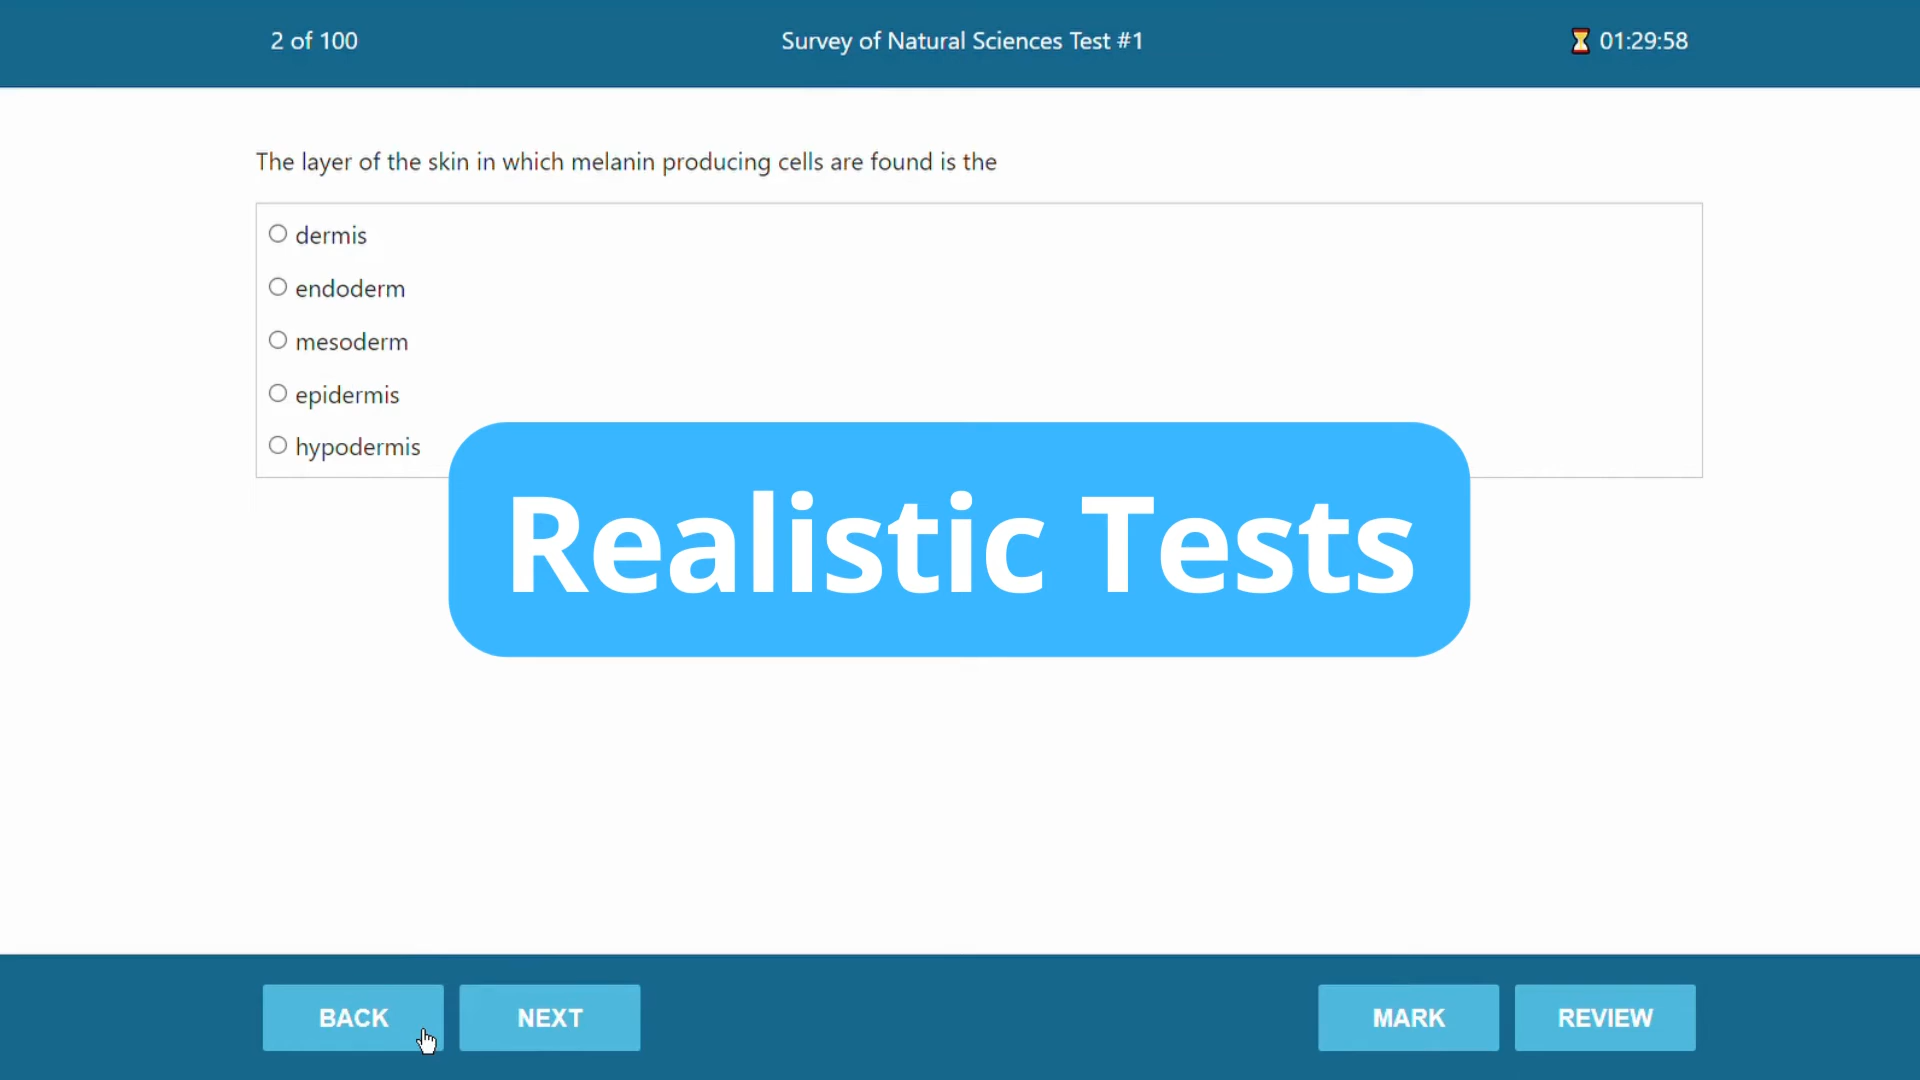 2 of 100
Survey of Natural Sciences Test #1
01:29:58
The layer of the skin in which melanin producing cells are found is the
dermis
endoderm
mesoderm
epidermis
hypodermis
Realistic Tests
BACK
NEXT
MARK
REVIEW